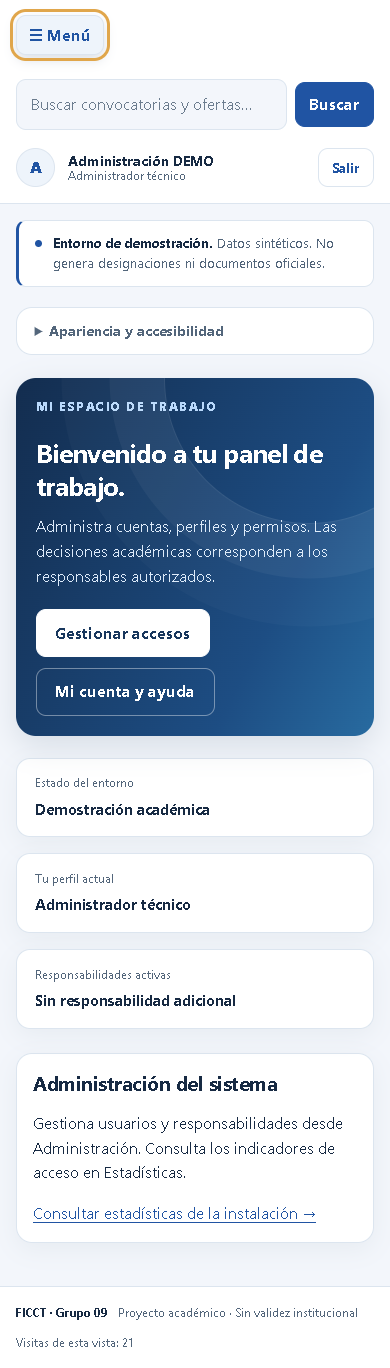 ☰ Menú
Buscar convocatorias y ofertas...
Buscar
A
Administración DEMO
Administrador técnico
Salir
Entorno de demostración. Datos sintéticos. No
genera designaciones ni documentos oficiales.
▶ Apariencia y accesibilidad
MI ESPACIO DE TRABAJO
Bienvenido a tu panel de
trabajo.
Administra cuentas, perfiles y permisos. Las
decisiones académicas corresponden a los
responsables autorizados.
Gestionar accesos
Mi cuenta y ayuda
Estado del entorno
Demostración académica
Tu perfil actual
Administrador técnico
Responsabilidades activas
Sin responsabilidad adicional
Administración del sistema
Gestiona usuarios y responsabilidades desde
Administración. Consulta los indicadores de
acceso en Estadísticas.
Consultar estadísticas de la instalación →
FICCT · Grupo 09 Proyecto académico · Sin validez institucional
Visitas de esta vista: 21